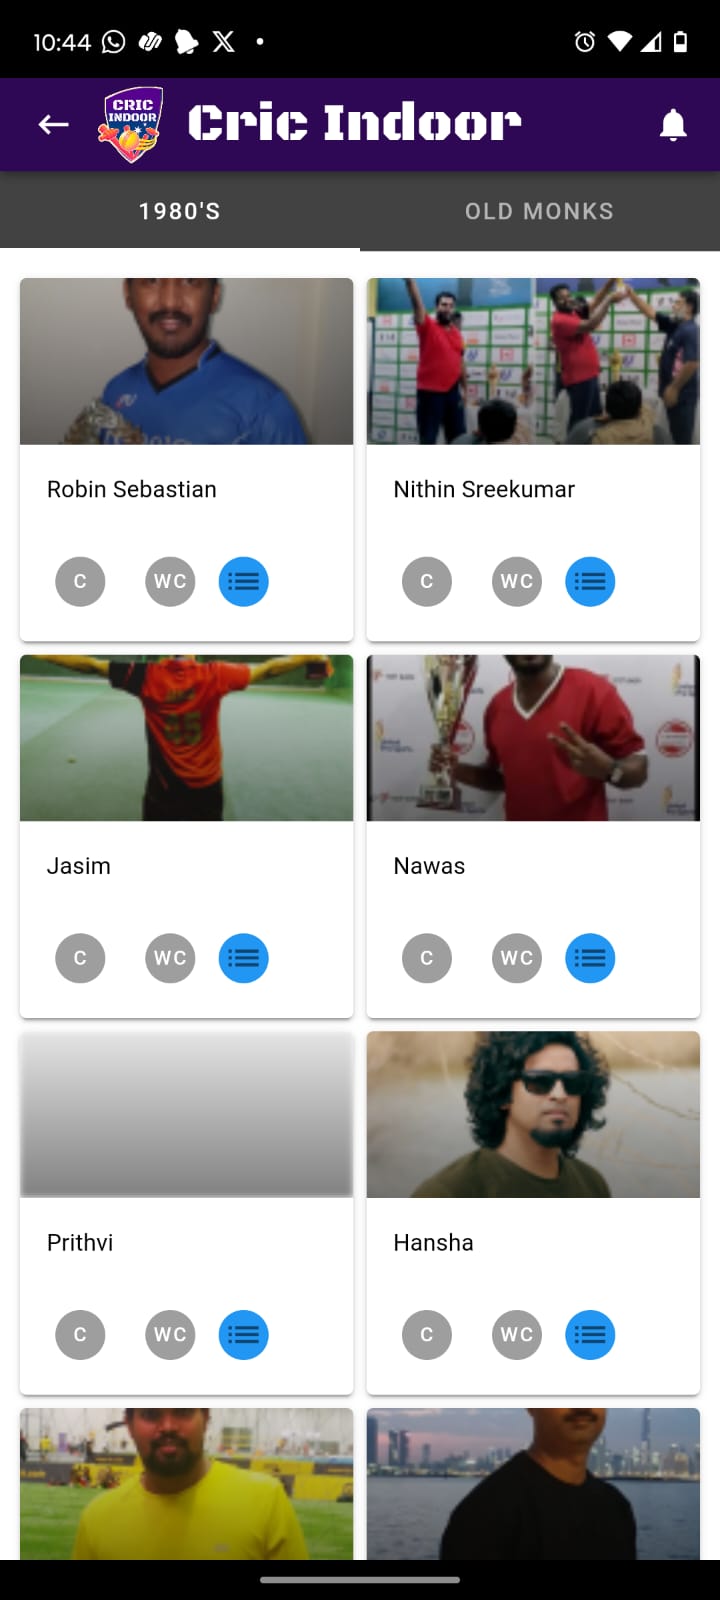 10:44
CRIC
INDOOR
Cric Indoor
1980'S
OLD MONKS
Robin Sebastian
Nithin Sreekumar
C WC
C WC
Jasim
Nawas
C WC
C WC
Prithvi
Hansha
C WC
C WC